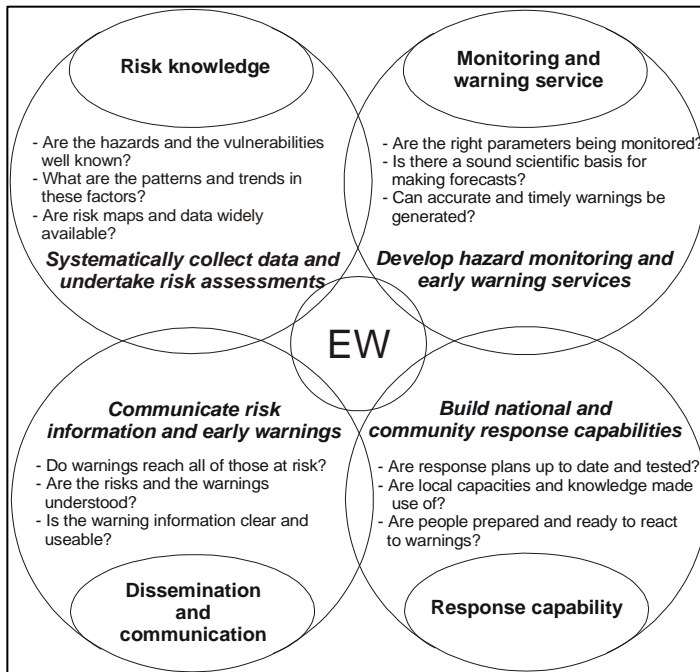 Risk knowledge
- Are the hazards and the vulnerabilities
well known?
- What are the patterns and trends in
these factors?
- Are risk maps and data widely
available?
Systematically collect data and
undertake risk assessments
Monitoring and
warning service
- Are the right parameters being monitored?
- Is there a sound scientific basis for
making forecasts?
- Can accurate and timely warnings be
generated?
Develop hazard monitoring and
early warning services
EW
Communicate risk
information and early warnings
- Do warnings reach all of those at risk?
- Are the risks and the warnings
understood?
- Is the warning information clear and
useable?
Dissemination
and
communication
Build national and
community response capabilities
- Are response plans up to date and tested?
- Are local capacities and knowledge made
use of?
- Are people prepared and ready to react
to warnings?
Response capability